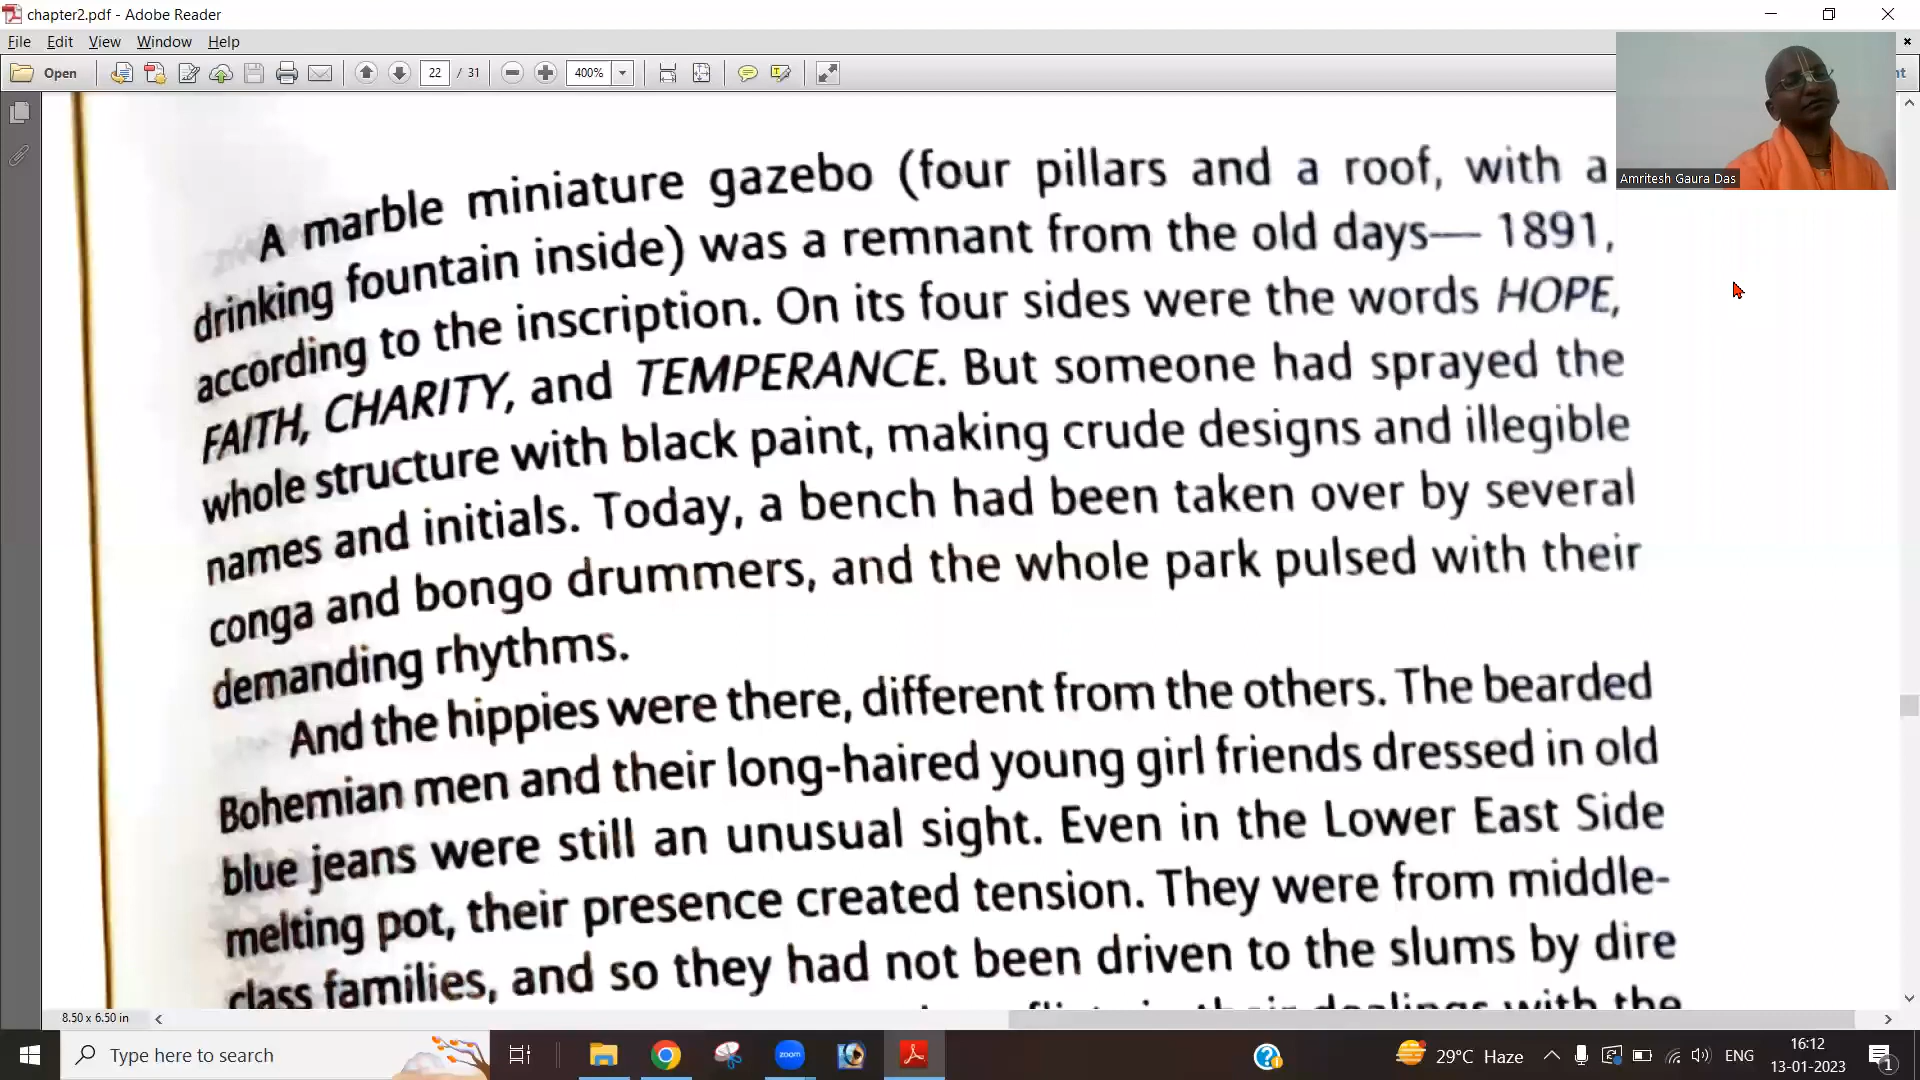 chapter2.pdf - Adobe Reader
File Edit View Window Help
Open 22 / 31 400%
nt
Amritesh Gaura Das
A marble miniature gazebo (four pillars and a roof, with a
drinking fountain inside) was a remnant from the old days— 1891,
according to the inscription. On its four sides were the words HOPE,
FAITH, CHARITY, and TEMPERANCE. But someone had sprayed the
whole structure with black paint, making crude designs and illegible
names and initials. Today, a bench had been taken over by several
conga and bongo drummers, and the whole park pulsed with their
demanding rhythms.
And the hippies were there, different from the others. The bearded
Bohemian men and their long-haired young girl friends dressed in old
blue jeans were still an unusual sight. Even in the Lower East Side
melting pot, their presence created tension. They were from middle-
class families, and so they had not been driven to the slums by dire
in their dealings with the
8.50 x 6.50 in
Type here to search
zoom
29°C Haze
ENG
16:12
13-01-2023
1